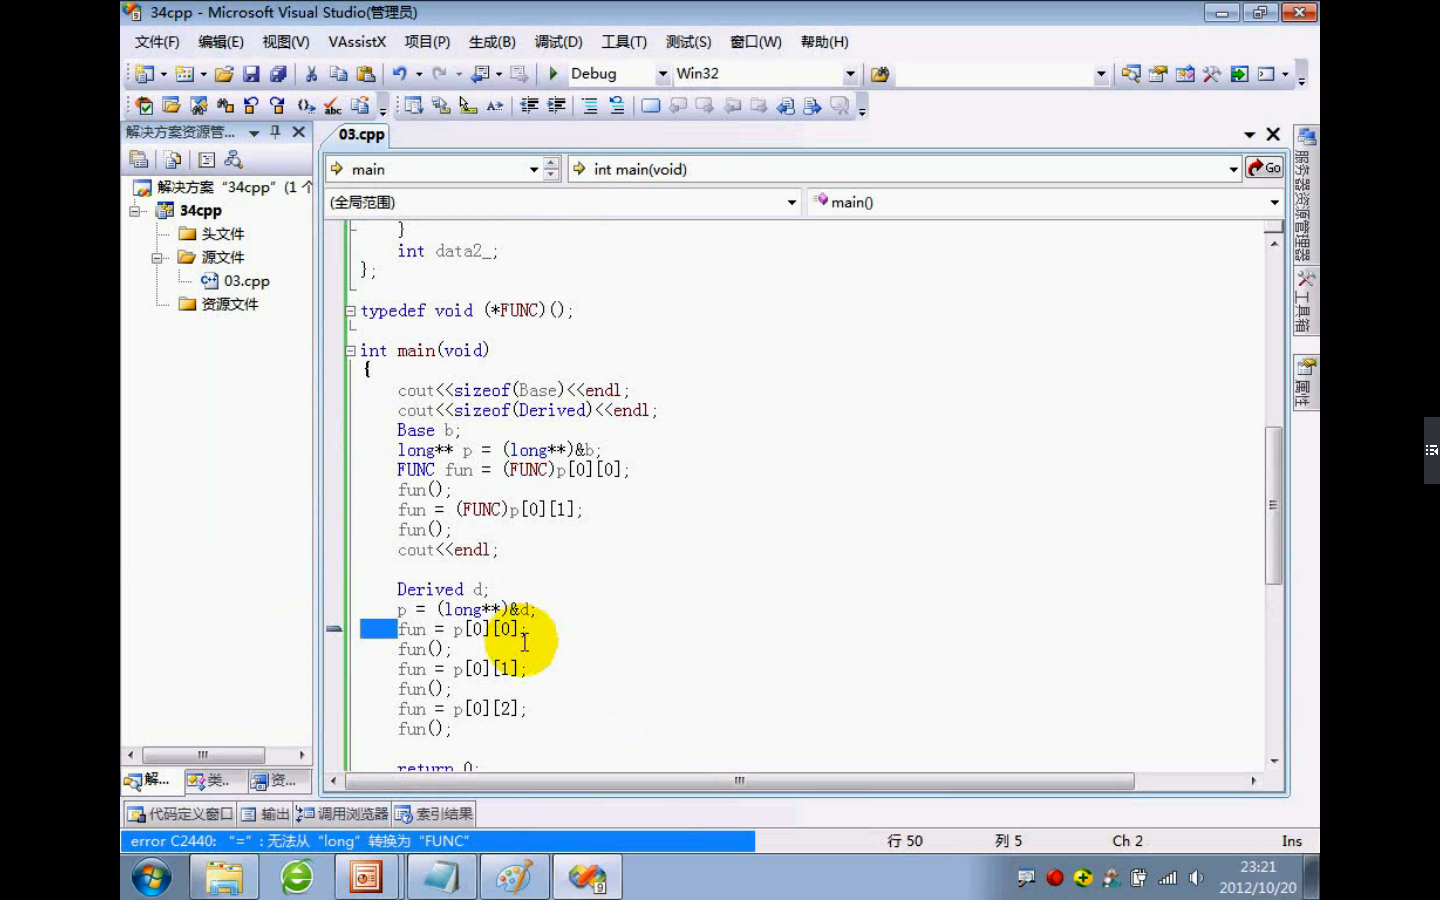 34cpp - Microsoft Visual Studio(管理员)
文件(F) 编辑(E) 视图(V) VAssistX 项目(P) 生成(B) 调试(D) 工具(T) 测试(S) 窗口(W) 帮助(H)
Debug Win32
解决方案资源管...
03.cpp
main
int main(void)
Go
(全局范围)
main()
解决方案 "34cpp" (1 个
34cpp
头文件
源文件
03.cpp
资源文件
}
int data2_;
};
typedef void (*FUNC)();
int main(void)
{
cout<<sizeof(Base)<<endl;
cout<<sizeof(Derived)<<endl;
Base b;
long** p = (long**)&b;
FUNC fun = (FUNC)p[0][0];
fun();
fun = (FUNC)p[0][1];
fun();
cout<<endl;
Derived d;
p = (long**)&d;
fun = p[0][0];
fun();
fun = p[0][1];
fun();
fun = p[0][2];
fun();
return 0;
服务器资源管理器
工具箱
属性
解... 类... 资...
代码定义窗口 输出 调用浏览器 索引结果
error C2440: "=" : 无法从 "long" 转换为 "FUNC"
行 50 列 5 Ch 2 Ins
23:21
2012/10/20